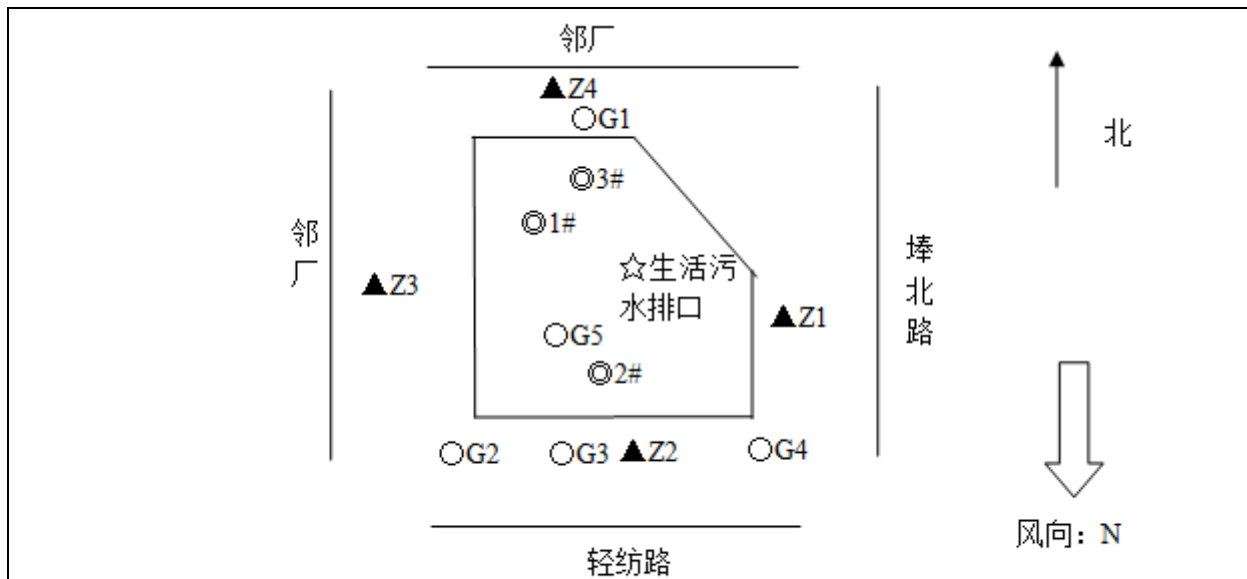 邻厂
▲Z4
○G1
北
◎3#
◎1#
邻厂
☆生活污
水排口
埲北路
▲Z3
▲Z1
○G5
◎2#
○G2
○G3
▲Z2
○G4
风向：N
轻纺路